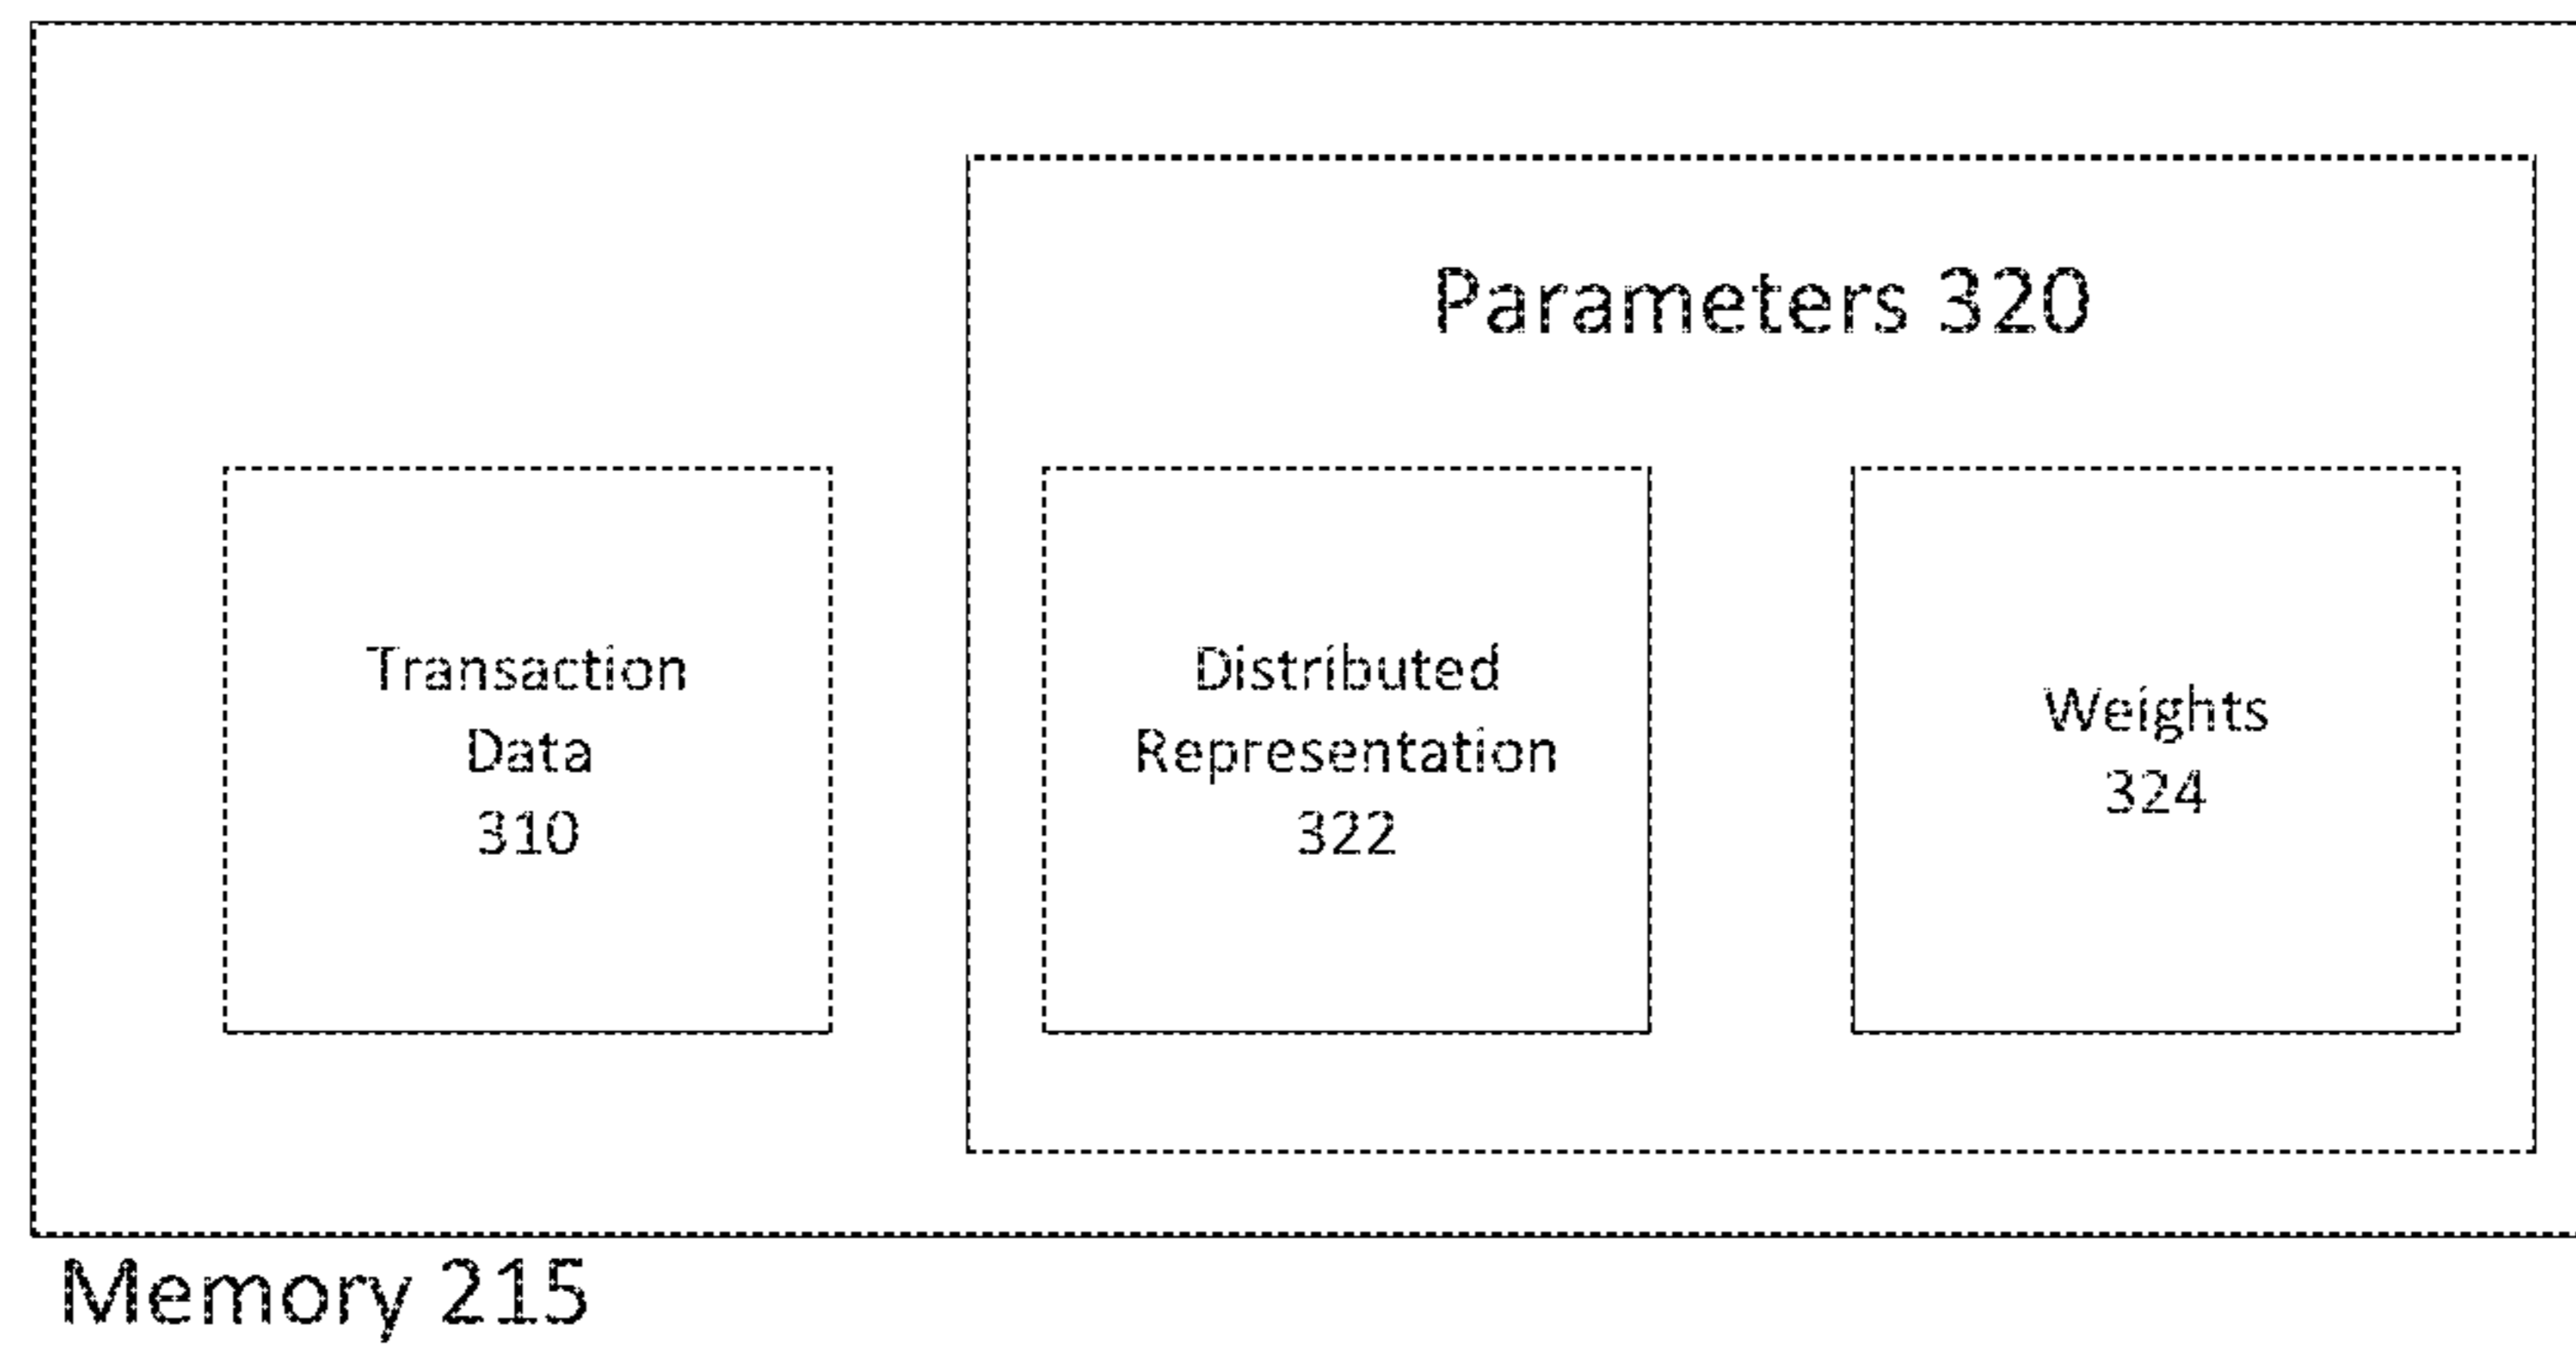 Parameters 320
Transaction
Data
310
Distributed
Representation
322
Weights
324
Memory 215